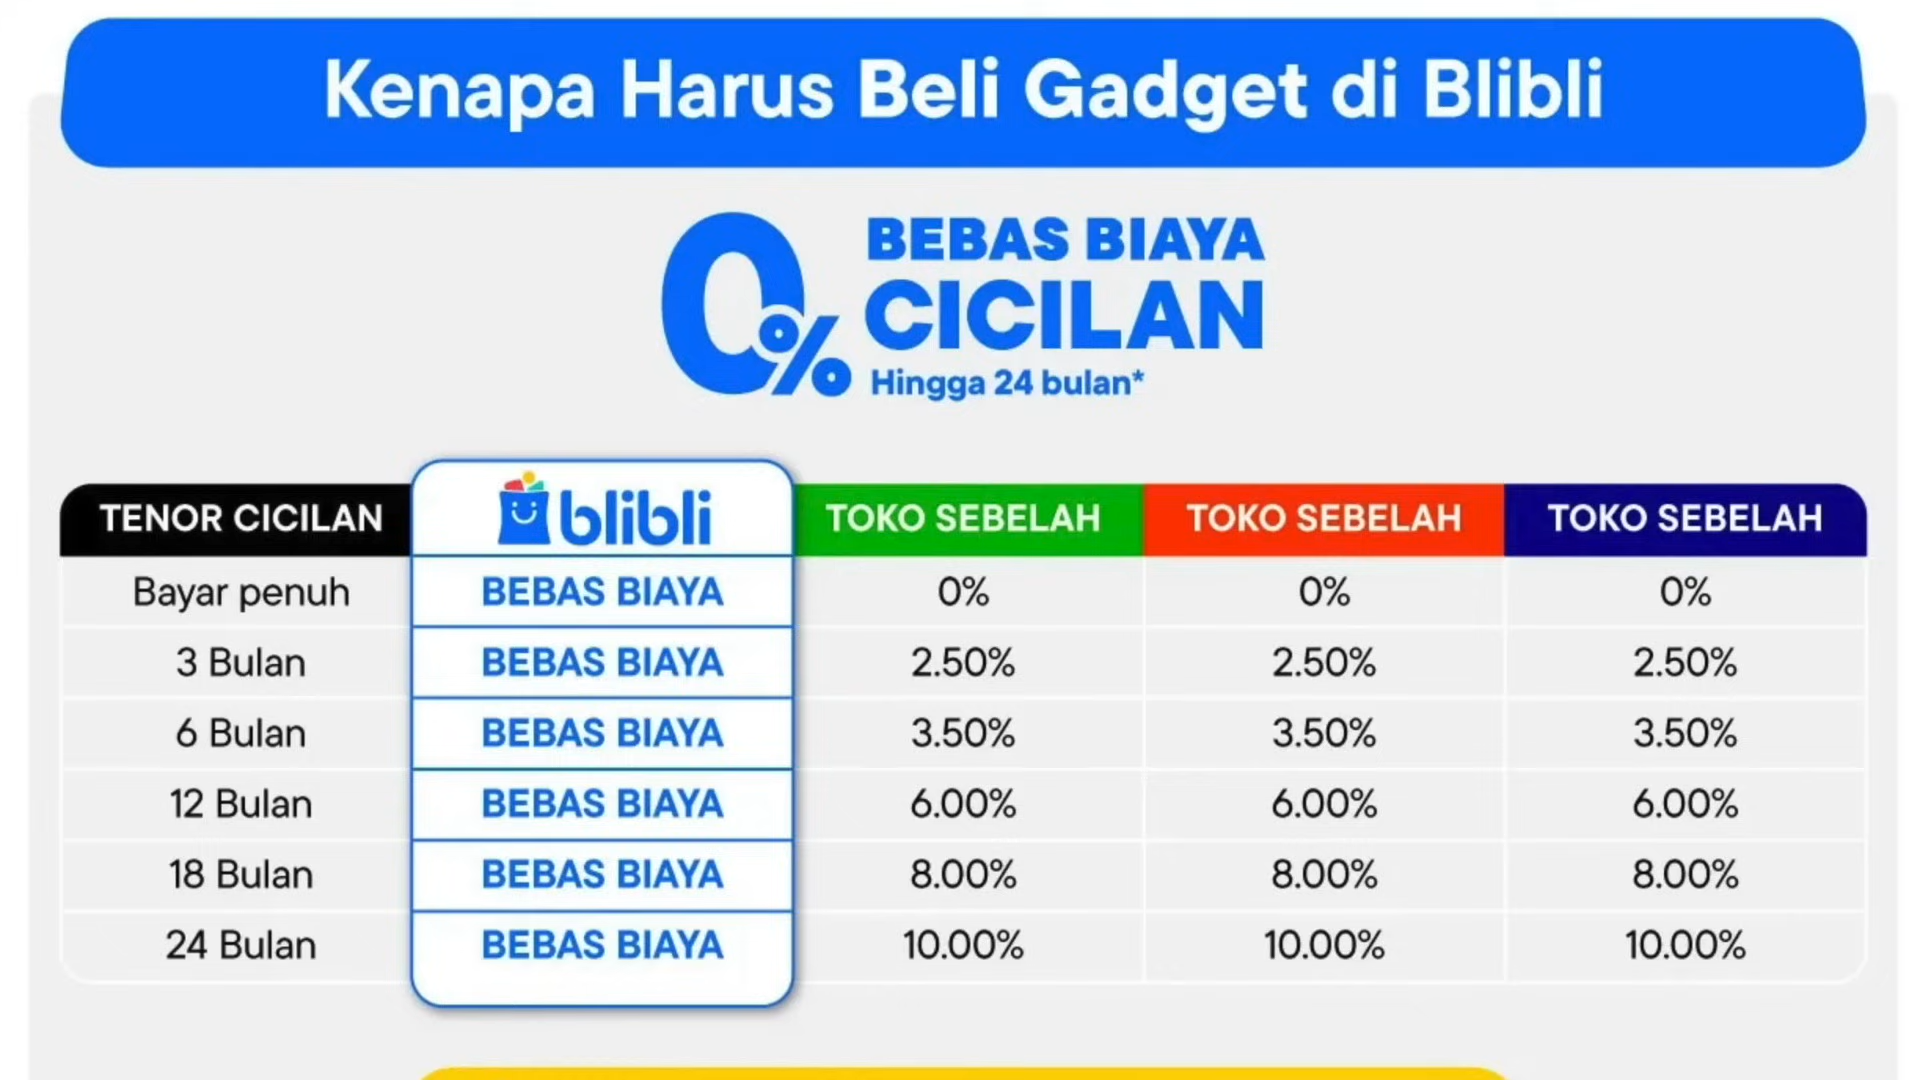 Kenapa Harus Beli Gadget di Blibli
0% BEBAS BIAYA
CICILAN
Hingga 24 bulan*
TENOR CICILAN blibli TOKO SEBELAH TOKO SEBELAH TOKO SEBELAH
Bayar penuh BEBAS BIAYA 0% 0% 0%
3 Bulan BEBAS BIAYA 2.50% 2.50% 2.50%
6 Bulan BEBAS BIAYA 3.50% 3.50% 3.50%
12 Bulan BEBAS BIAYA 6.00% 6.00% 6.00%
18 Bulan BEBAS BIAYA 8.00% 8.00% 8.00%
24 Bulan BEBAS BIAYA 10.00% 10.00% 10.00%